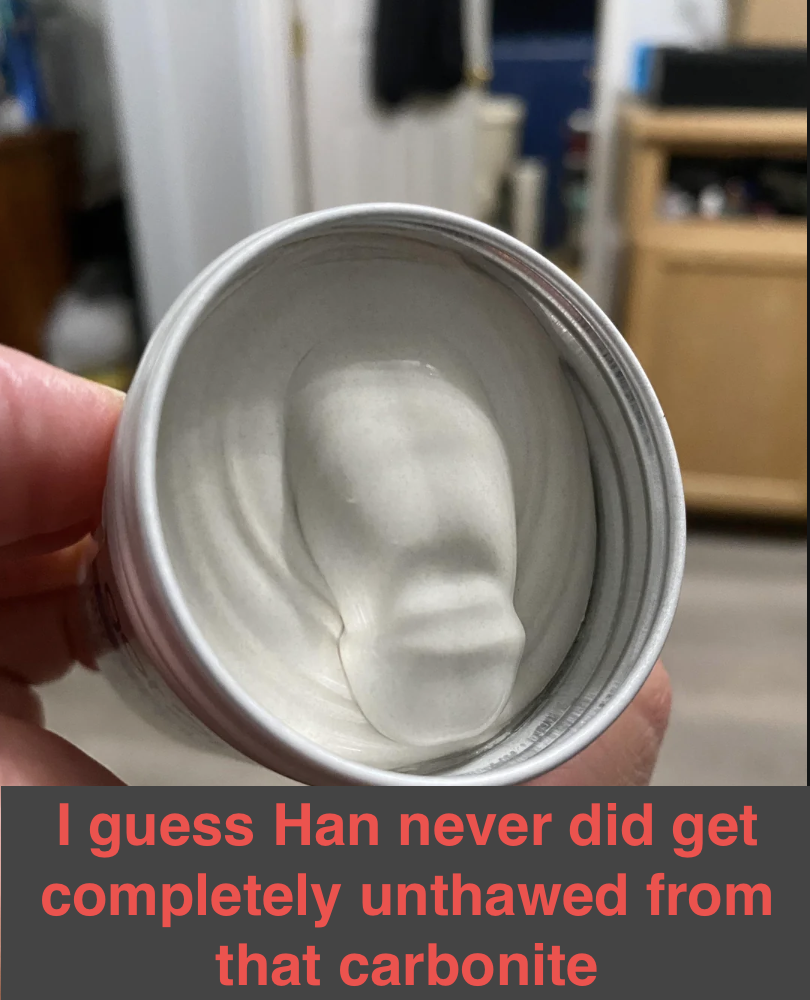 I guess Han never did get
completely unthawed from
that carbonite